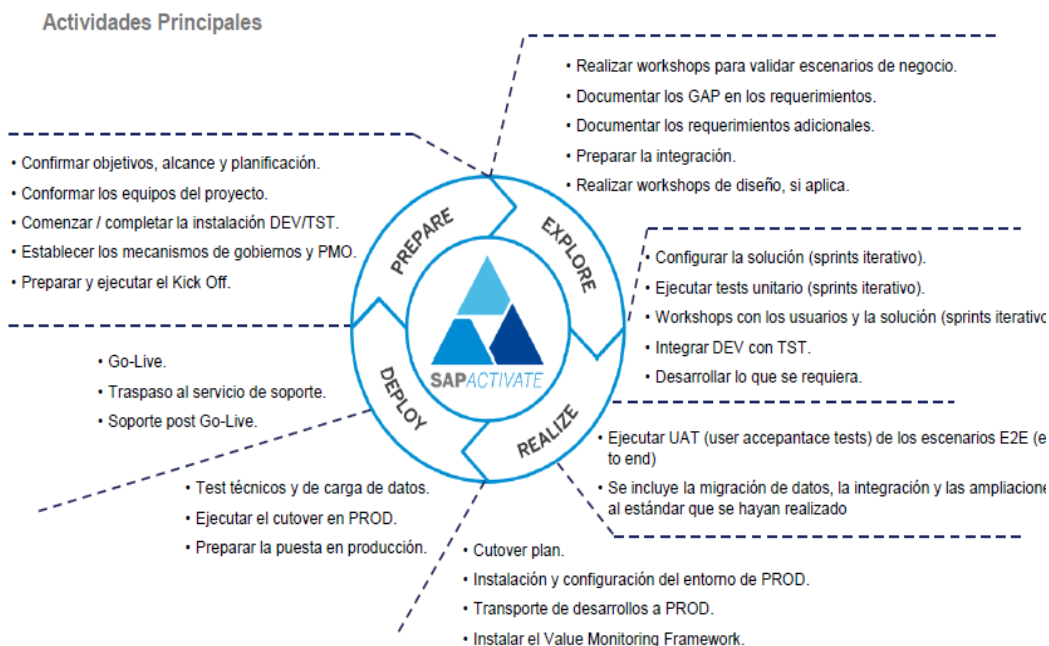 Actividades Principales
• Realizar workshops para validar escenarios de negocio.
• Documentar los GAP en los requerimientos.
• Documentar los requerimientos adicionales.
• Preparar la integración.
• Realizar workshops de diseño, si aplica.
• Confirmar objetivos, alcance y planificación.
• Conformar los equipos del proyecto.
• Comenzar / completar la instalación DEV/TST.
• Establecer los mecanismos de gobiernos y PMO.
• Preparar y ejecutar el Kick Off.
PREPARE
EXPLORE
REALIZE
DEPLOY
SAPACTIVATE
• Configurar la solución (sprints iterativo).
• Ejecutar tests unitario (sprints iterativo).
• Workshops con los usuarios y la solución (sprints iterativo
• Integrar DEV con TST.
• Desarrollar lo que se requiera.
• Ejecutar UAT (user accepantace tests) de los escenarios E2E (e
to end)
• Se incluye la migración de datos, la integración y las ampliacione
al estándar que se hayan realizado
• Cutover plan.
• Instalación y configuración del entorno de PROD.
• Transporte de desarrollos a PROD.
• Instalar el Value Monitoring Framework.
• Test técnicos y de carga de datos.
• Ejecutar el cutover en PROD.
• Preparar la puesta en producción.
• Go-Live.
• Traspaso al servicio de soporte.
• Soporte post Go-Live.